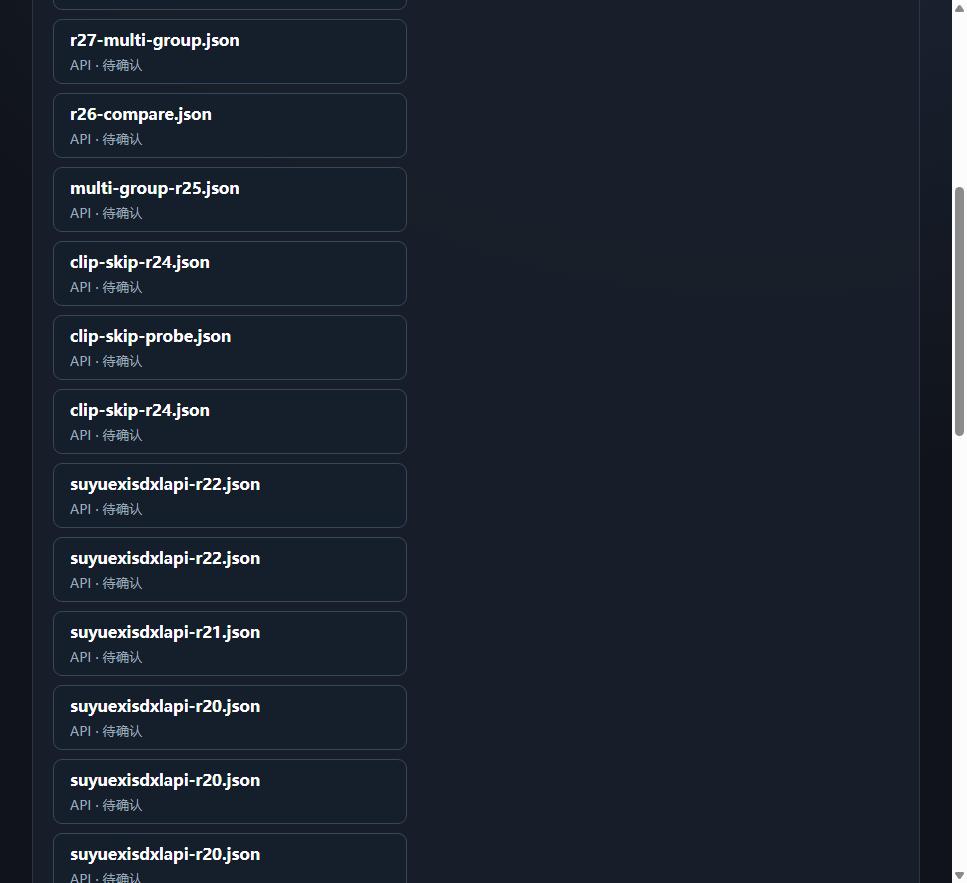 r27-multi-group.json
API · 待确认
r26-compare.json
API · 待确认
multi-group-r25.json
API · 待确认
clip-skip-r24.json
API · 待确认
clip-skip-probe.json
API · 待确认
clip-skip-r24.json
API · 待确认
suyuexisdxlapi-r22.json
API · 待确认
suyuexisdxlapi-r22.json
API · 待确认
suyuexisdxlapi-r21.json
API · 待确认
suyuexisdxlapi-r20.json
API · 待确认
suyuexisdxlapi-r20.json
API · 待确认
suyuexisdxlapi-r20.json
API · 待确认